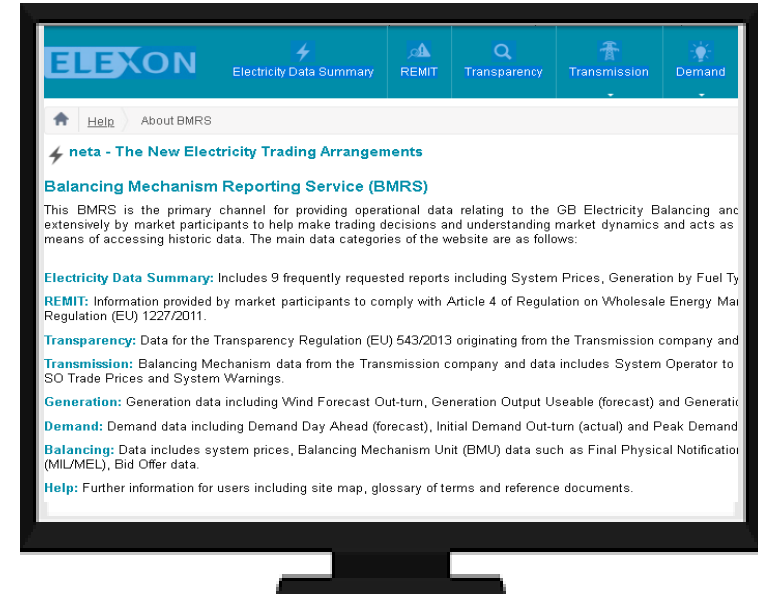 ELEXON
Electricity Data Summary
REMIT
Transparency
Transmission
Demand
Help
About BMRS
neta - The New Electricity Trading Arrangements
Balancing Mechanism Reporting Service (BMRS)
This BMRS is the primary channel for providing operational data relating to the GB Electricity Balancing and
extensively by market participants to help make trading decisions and understanding market dynamics and acts as
means of accessing historic data. The main data categories of the website are as follows:
Electricity Data Summary: Includes 9 frequently requested reports including System Prices, Generation by Fuel Ty
REMIT: Information provided by market participants to comply with Article 4 of Regulation on Wholesale Energy Mar
Regulation (EU) 1227/2011.
Transparency: Data for the Transparency Regulation (EU) 543/2013 originating from the Transmission company and
Transmission: Balancing Mechanism data from the Transmission company and data includes System Operator to
SO Trade Prices and System Warnings.
Generation: Generation data including Wind Forecast Out-turn, Generation Output Useable (forecast) and Generatio
Demand: Demand data including Demand Day Ahead (forecast), Initial Demand Out-turn (actual) and Peak Demand
Balancing: Data includes system prices, Balancing Mechanism Unit (BMU) data such as Final Physical Notification
(MIL/MEL), Bid Offer data.
Help: Further information for users including site map, glossary of terms and reference documents.